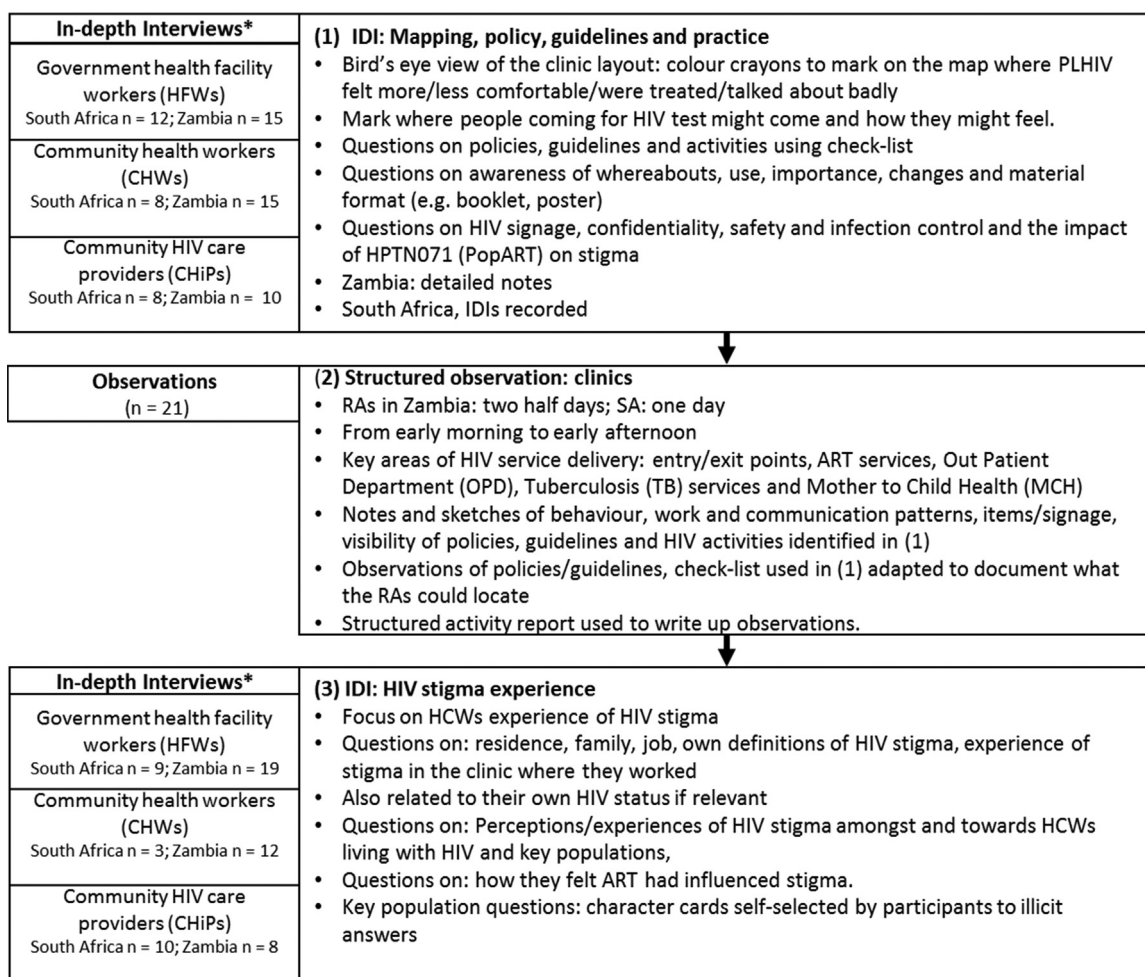 In-depth Interviews*
Government health facility
workers (HFWs)
South Africa n = 12; Zambia n = 15
Community health workers
(CHWs)
South Africa n = 8; Zambia n = 15
Community HIV care
providers (CHiPs)
South Africa n = 8; Zambia n = 10
(1) IDI: Mapping, policy, guidelines and practice
• Bird's eye view of the clinic layout: colour crayons to mark on the map where PLHIV
felt more/less comfortable/were treated/talked about badly
• Mark where people coming for HIV test might come and how they might feel.
• Questions on policies, guidelines and activities using check-list
• Questions on awareness of whereabouts, use, importance, changes and material
format (e.g. booklet, poster)
• Questions on HIV signage, confidentiality, safety and infection control and the impact
of HPTN071 (PopART) on stigma
• Zambia: detailed notes
• South Africa, IDIs recorded
Observations
(n = 21)
(2) Structured observation: clinics
• RAs in Zambia: two half days; SA: one day
• From early morning to early afternoon
• Key areas of HIV service delivery: entry/exit points, ART services, Out Patient
Department (OPD), Tuberculosis (TB) services and Mother to Child Health (MCH)
• Notes and sketches of behaviour, work and communication patterns, items/signage,
visibility of policies, guidelines and HIV activities identified in (1)
• Observations of policies/guidelines, check-list used in (1) adapted to document what
the RAs could locate
• Structured activity report used to write up observations.
In-depth Interviews*
Government health facility
workers (HFWs)
South Africa n = 9; Zambia n = 19
Community health workers
(CHWs)
South Africa n = 3; Zambia n = 12
Community HIV care
providers (CHiPs)
South Africa n = 10; Zambia n = 8
(3) IDI: HIV stigma experience
• Focus on HCWs experience of HIV stigma
• Questions on: residence, family, job, own definitions of HIV stigma, experience of
stigma in the clinic where they worked
• Also related to their own HIV status if relevant
• Questions on: Perceptions/experiences of HIV stigma amongst and towards HCWs
living with HIV and key populations,
• Questions on: how they felt ART had influenced stigma.
• Key population questions: character cards self-selected by participants to illicit
answers